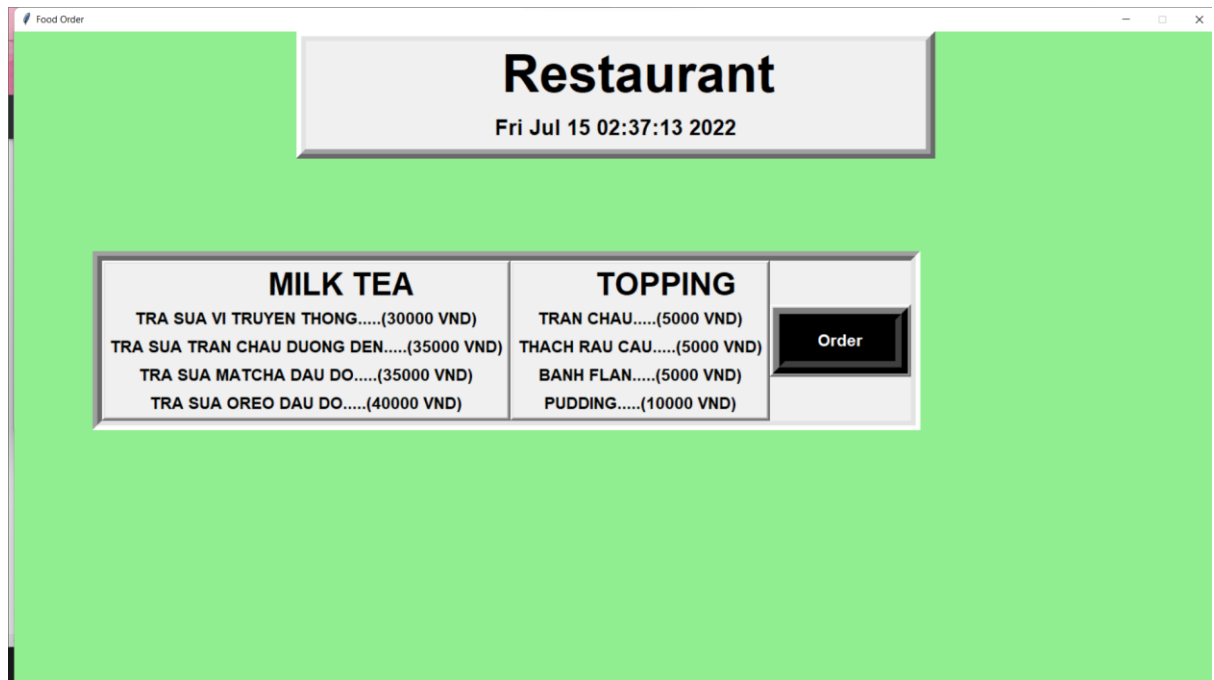 Food Order
Restaurant
Fri Jul 15 02:37:13 2022
MILK TEA
TRA SUA VI TRUYEN THONG.....(30000 VND)
TRA SUA TRAN CHAU DUONG DEN.....(35000 VND)
TRA SUA MATCHA DAU DO.....(35000 VND)
TRA SUA OREO DAU DO.....(40000 VND)
TOPPING
TRAN CHAU.....(5000 VND)
THACH RAU CAU.....(5000 VND)
BANH FLAN.....(5000 VND)
PUDDING.....(10000 VND)
Order